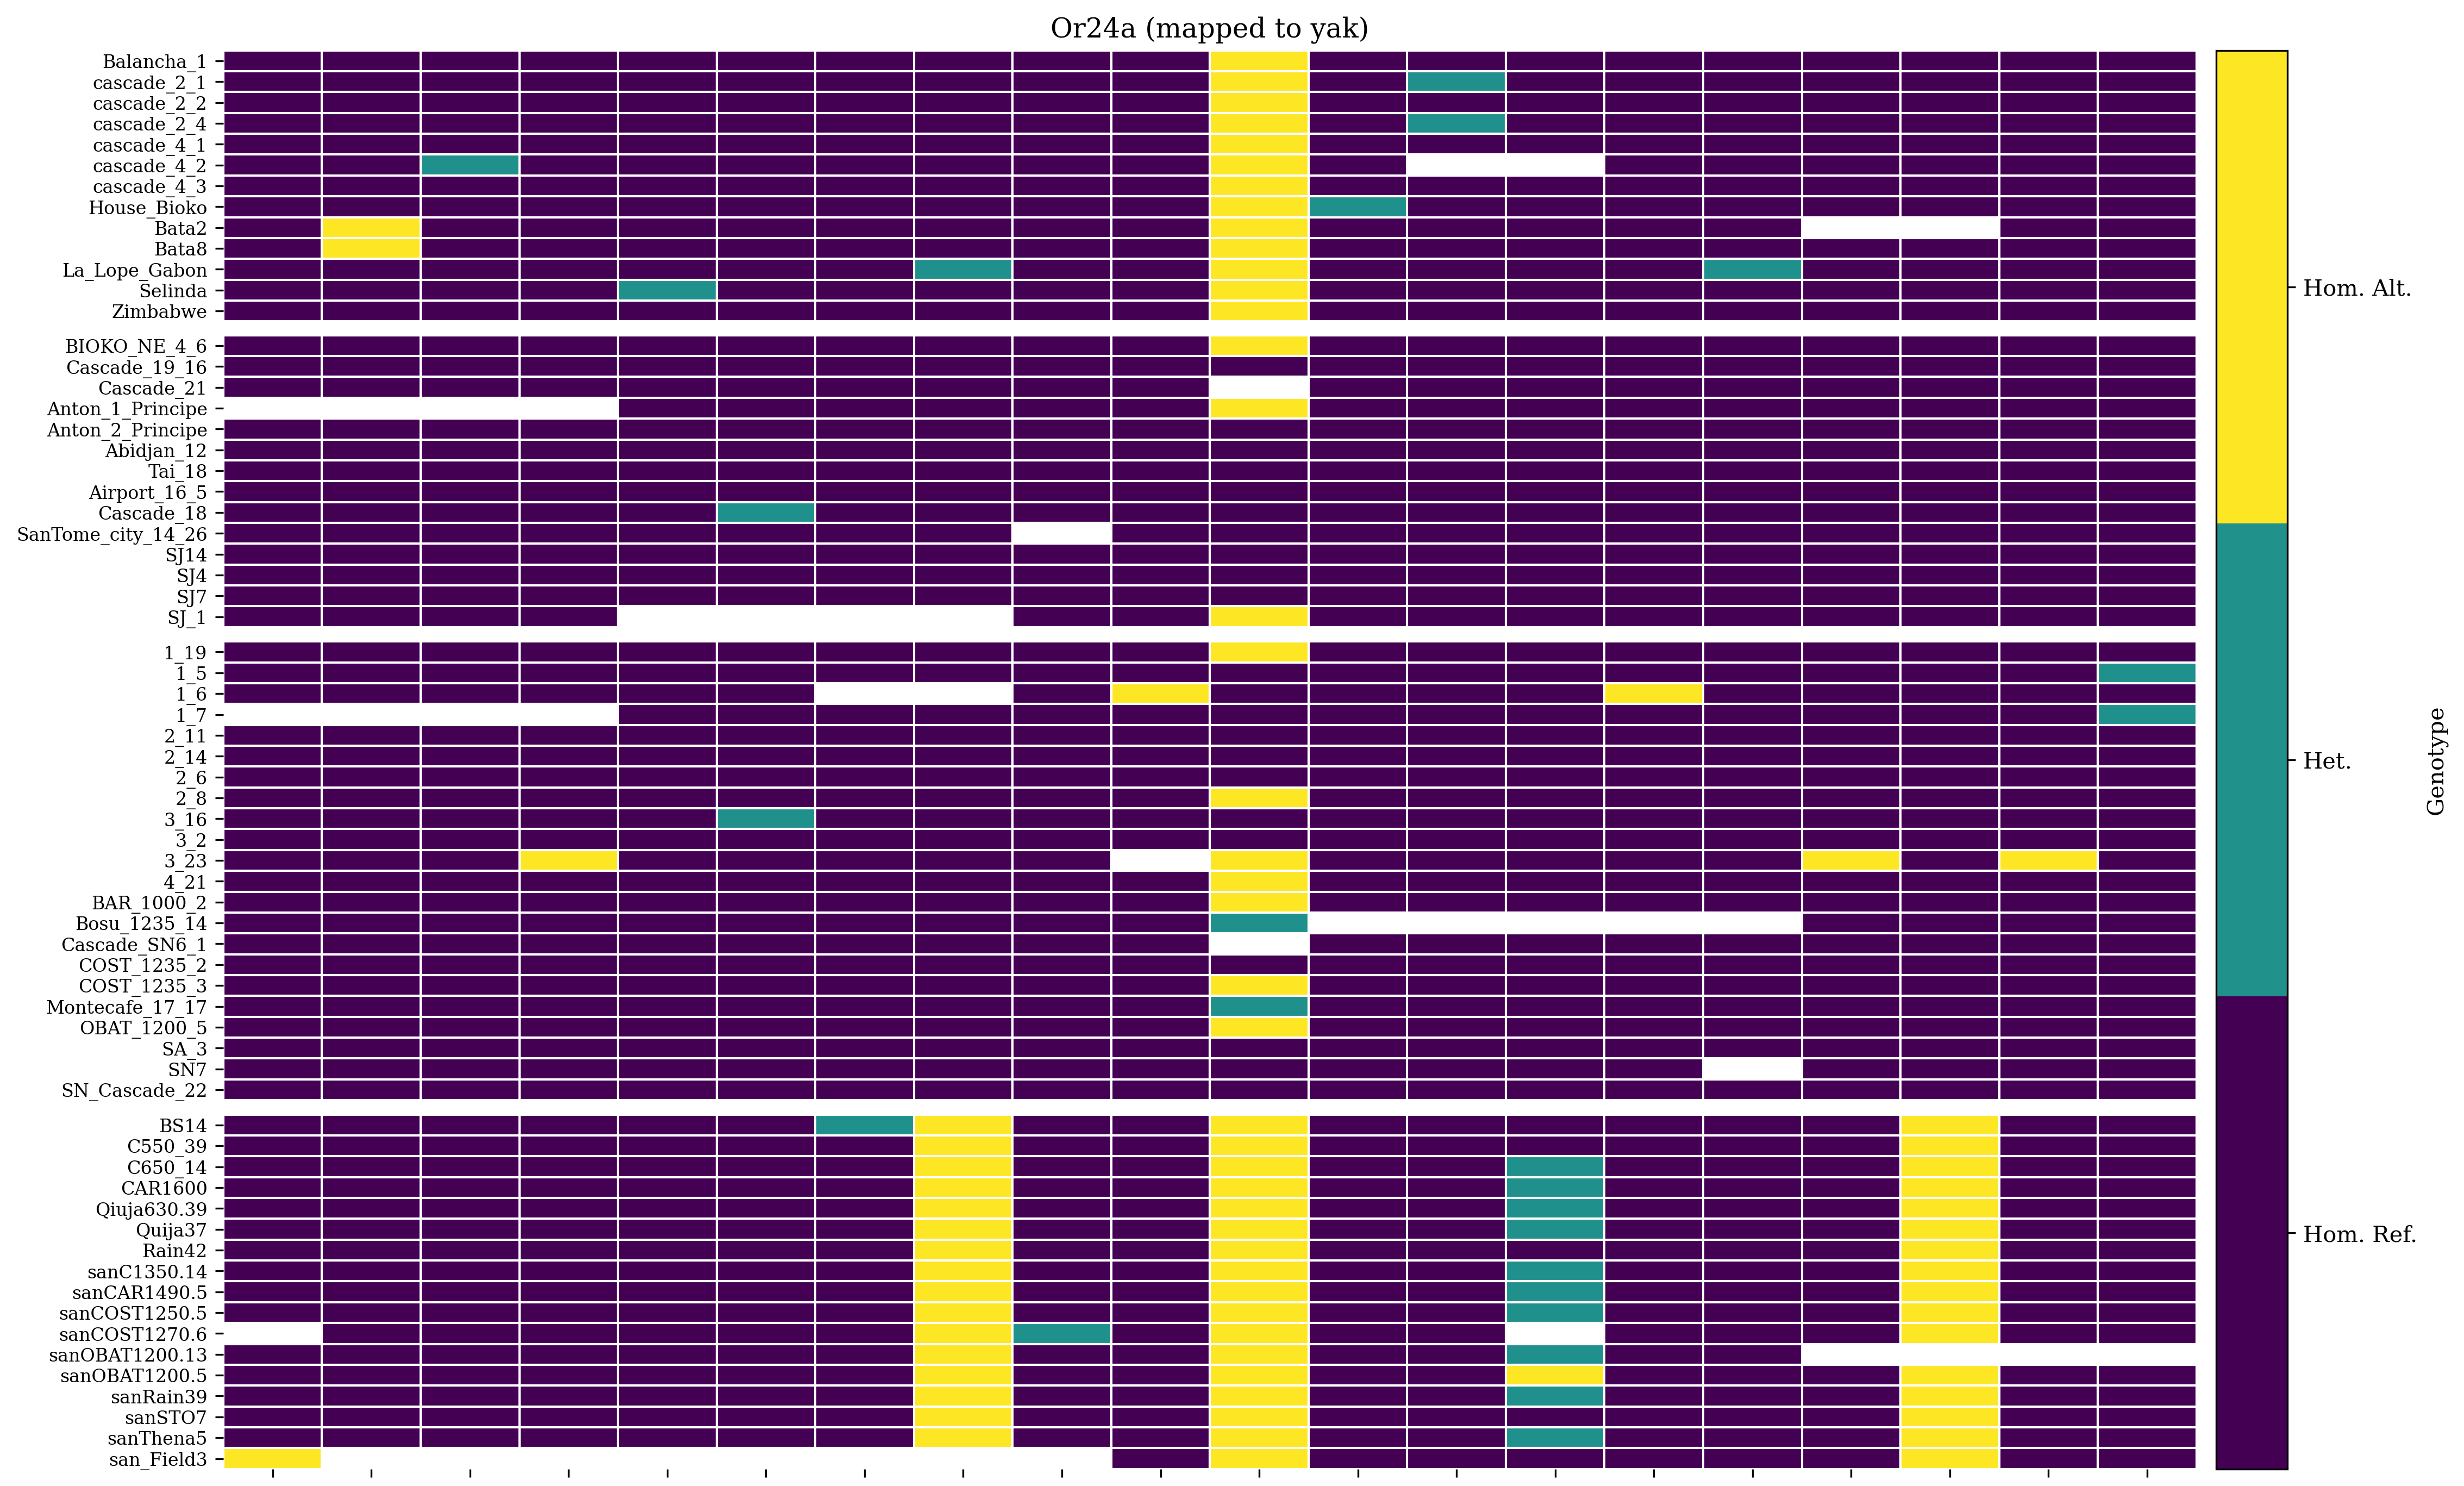 Or24a (mapped to yak)
Balancha_1
cascade_2_1
cascade_2_2
cascade_2_4
cascade_4_1
cascade_4_2
cascade_4_3
House_Bioko
Bata2
Bata8
La_Lope_Gabon
Selinda
Zimbabwe
BIOKO_NE_4_6
Cascade_19_16
Cascade_21
Anton_1_Principe
Anton_2_Principe
Abidjan_12
Tai_18
Airport_16_5
Cascade_18
SanTome_city_14_26
SJ14
SJ4
SJ7
SJ_1
1_19
1_5
1_6
1_7
2_11
2_14
2_6
2_8
3_16
3_2
3_23
4_21
BAR_1000_2
Bosu_1235_14
Cascade_SN6_1
COST_1235_2
COST_1235_3
Montecafe_17_17
OBAT_1200_5
SA_3
SN7
SN_Cascade_22
BS14
C550_39
C650_14
CAR1600
Qiuja630.39
Quija37
Rain42
sanC1350.14
sanCAR1490.5
sanCOST1250.5
sanCOST1270.6
sanOBAT1200.13
sanOBAT1200.5
sanRain39
sanSTO7
sanThena5
san_Field3
Hom. Alt.
Het.
Hom. Ref.
Genotype